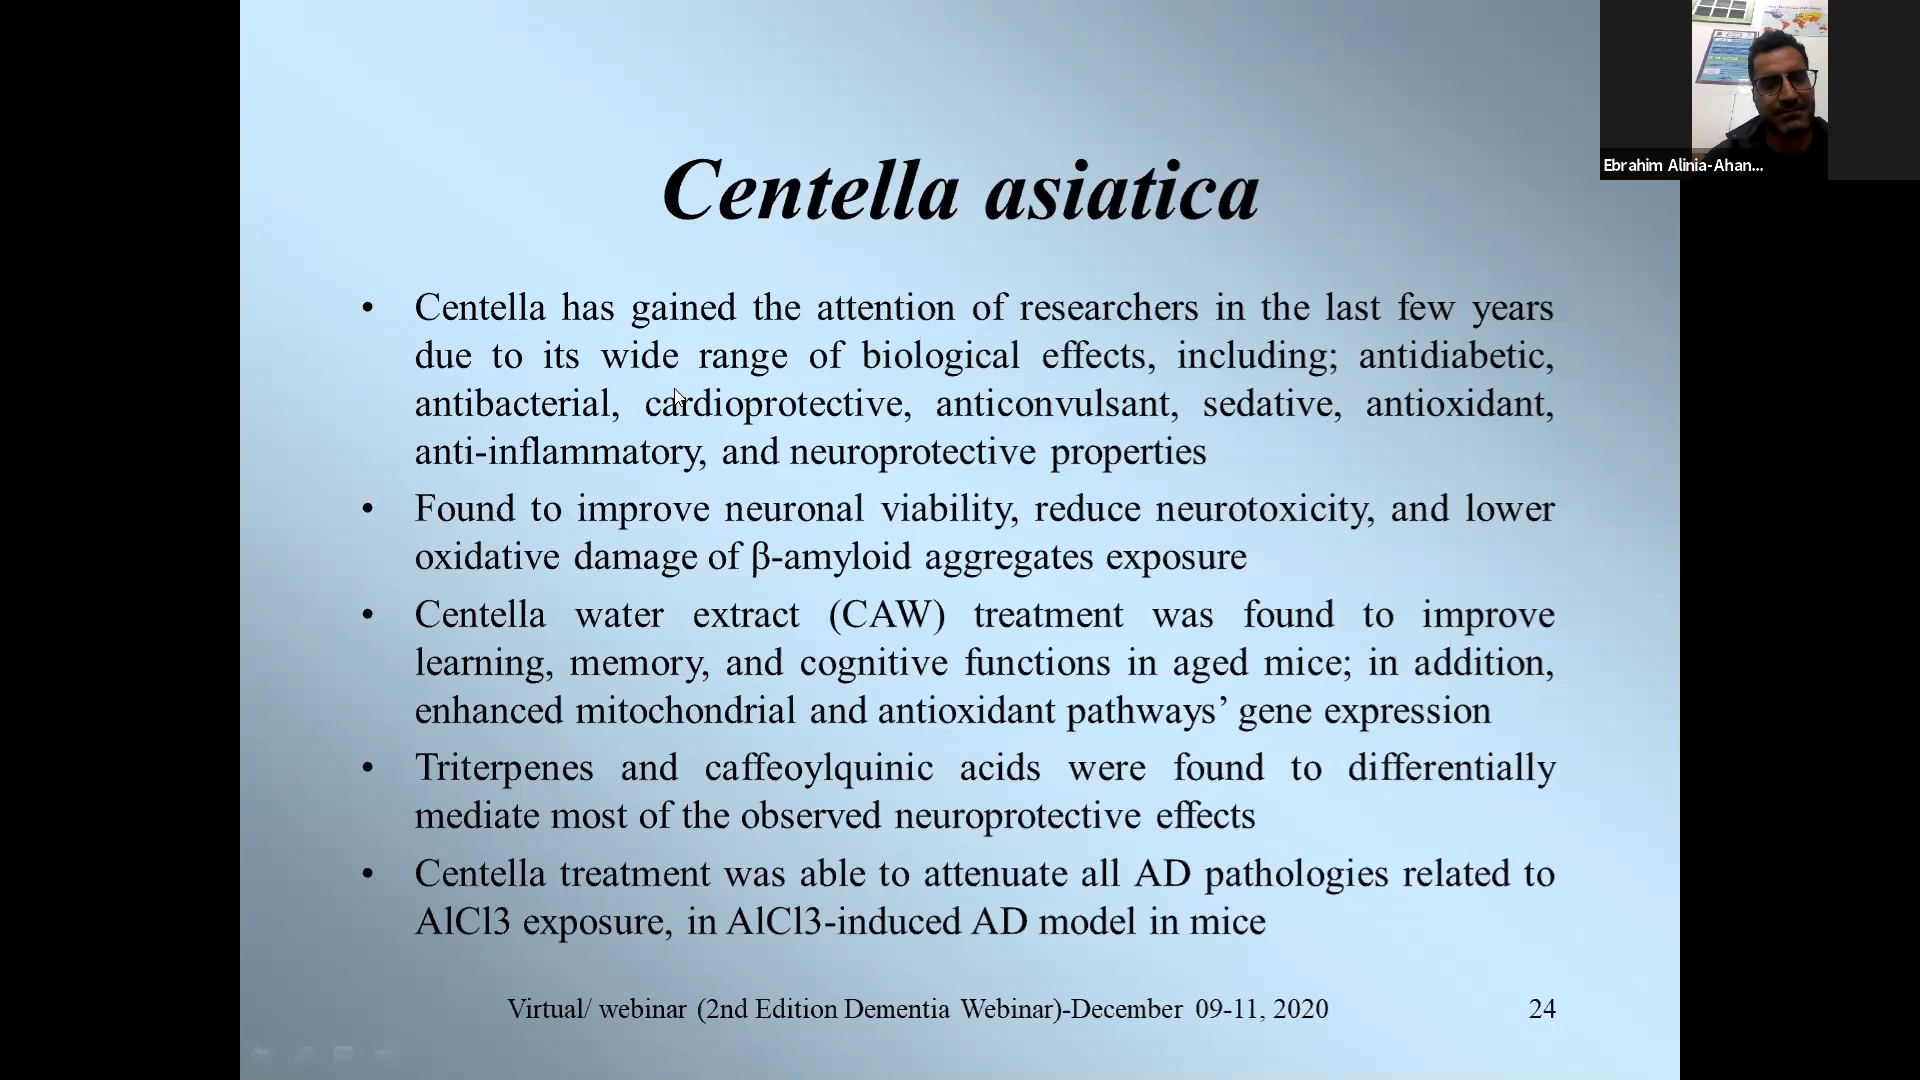 Centella asiatica
• Centella has gained the attention of researchers in the last few years
due to its wide range of biological effects, including; antidiabetic,
antibacterial, cardioprotective, anticonvulsant, sedative, antioxidant,
anti-inflammatory, and neuroprotective properties
• Found to improve neuronal viability, reduce neurotoxicity, and lower
oxidative damage of β-amyloid aggregates exposure
• Centella water extract (CAW) treatment was found to improve
learning, memory, and cognitive functions in aged mice; in addition,
enhanced mitochondrial and antioxidant pathways’ gene expression
• Triterpenes and caffeoylquinic acids were found to differentially
mediate most of the observed neuroprotective effects
• Centella treatment was able to attenuate all AD pathologies related to
AlCl3 exposure, in AlCl3-induced AD model in mice
Virtual/ webinar (2nd Edition Dementia Webinar)-December 09-11, 2020
24
Ebrahim Alinia-Ahan...